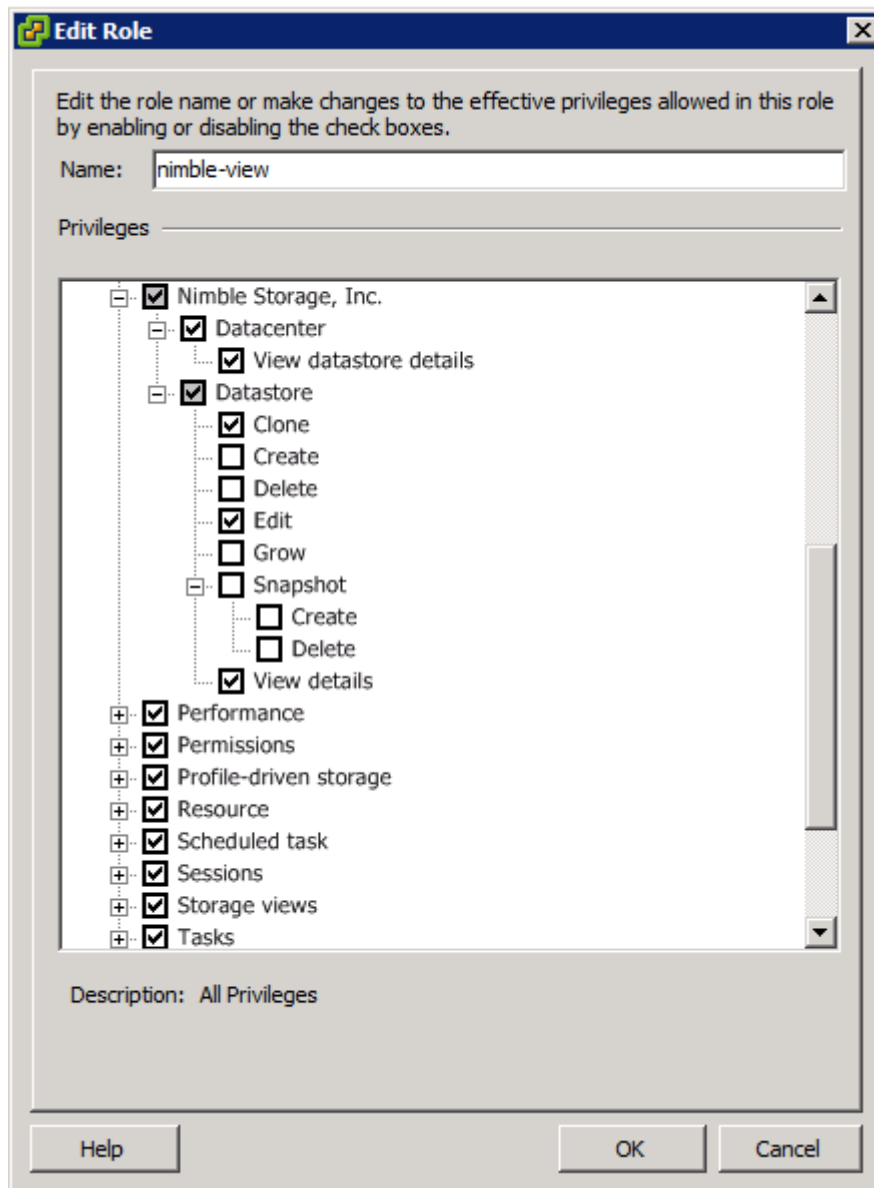 Edit Role
Edit the role name or make changes to the effective privileges allowed in this role
by enabling or disabling the check boxes.
Name: nimble-view
Privileges
Nimble Storage, Inc.
Datacenter
View datastore details
Datastore
Clone
Create
Delete
Edit
Grow
Snapshot
Create
Delete
View details
Performance
Permissions
Profile-driven storage
Resource
Scheduled task
Sessions
Storage views
Tasks
Description: All Privileges
Help OK Cancel